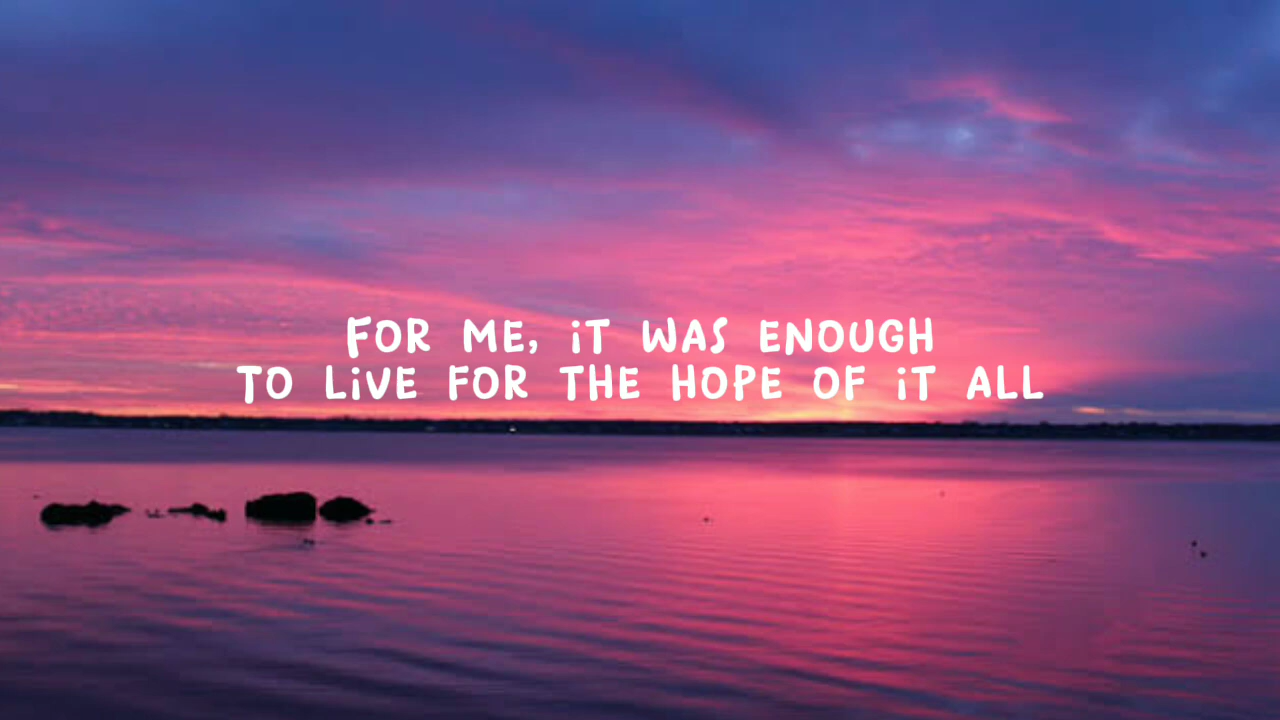 FOR ME, iT WAS ENOUGH
TO LiVE FOR THE HOPE OF iT ALL